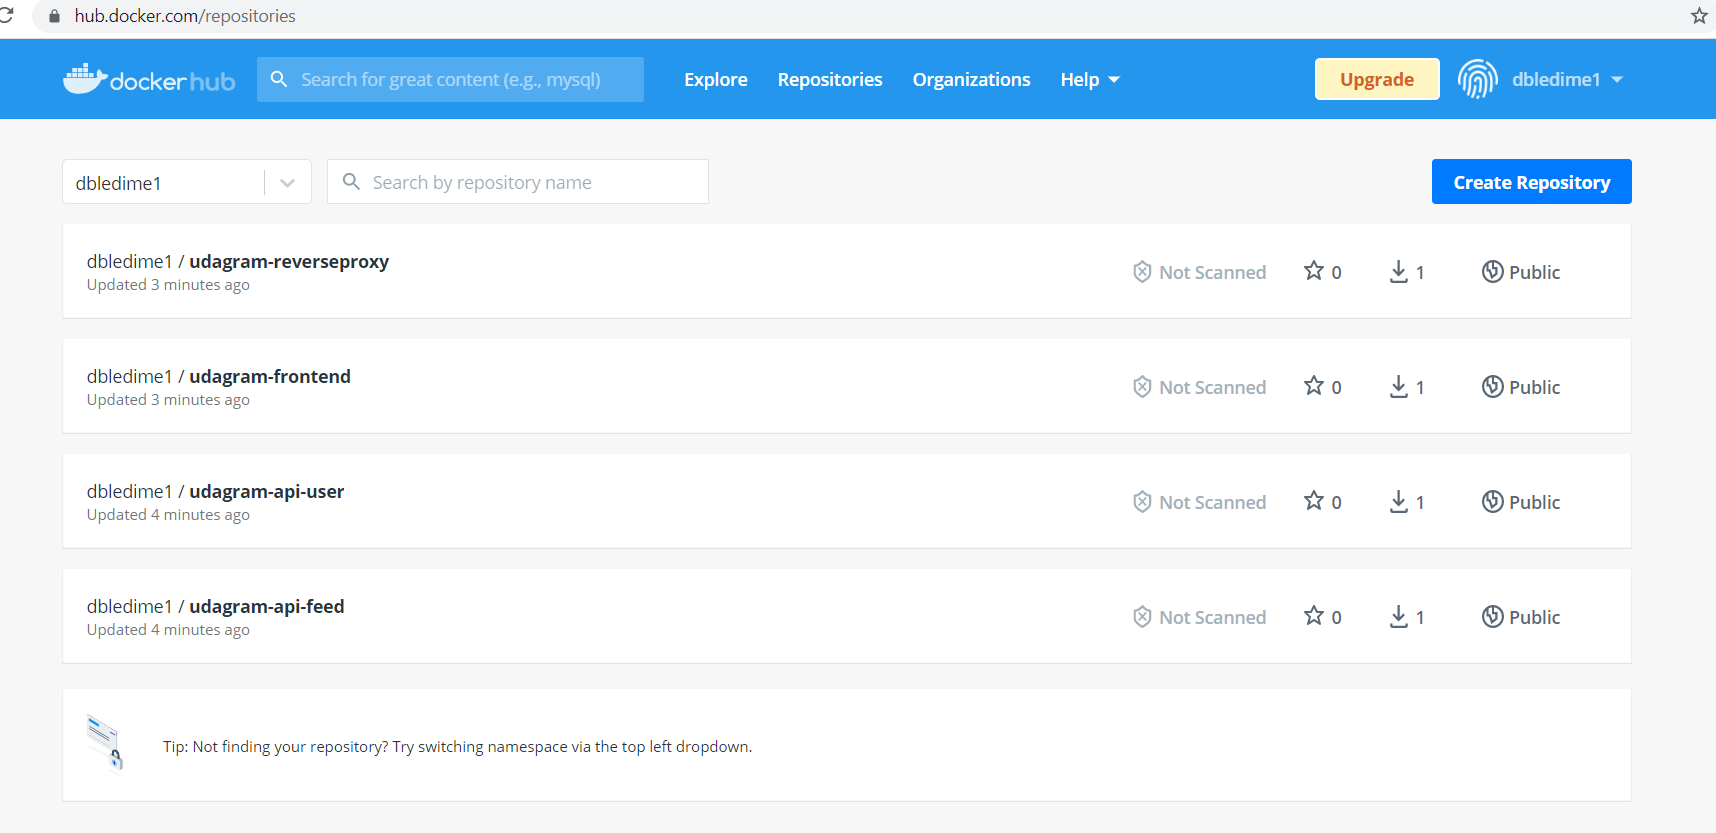 hub.docker.com/repositories
docker hub
Search for great content (e.g., mysql)
Explore
Repositories
Organizations
Help
Upgrade
dbledime1
dbledime1
Search by repository name
Create Repository
dbledime1 / udagram-reverseproxy
Updated 3 minutes ago
Not Scanned
0
1
Public
dbledime1 / udagram-frontend
Updated 3 minutes ago
Not Scanned
0
1
Public
dbledime1 / udagram-api-user
Updated 4 minutes ago
Not Scanned
0
1
Public
dbledime1 / udagram-api-feed
Updated 4 minutes ago
Not Scanned
0
1
Public
Tip: Not finding your repository? Try switching namespace via the top left dropdown.